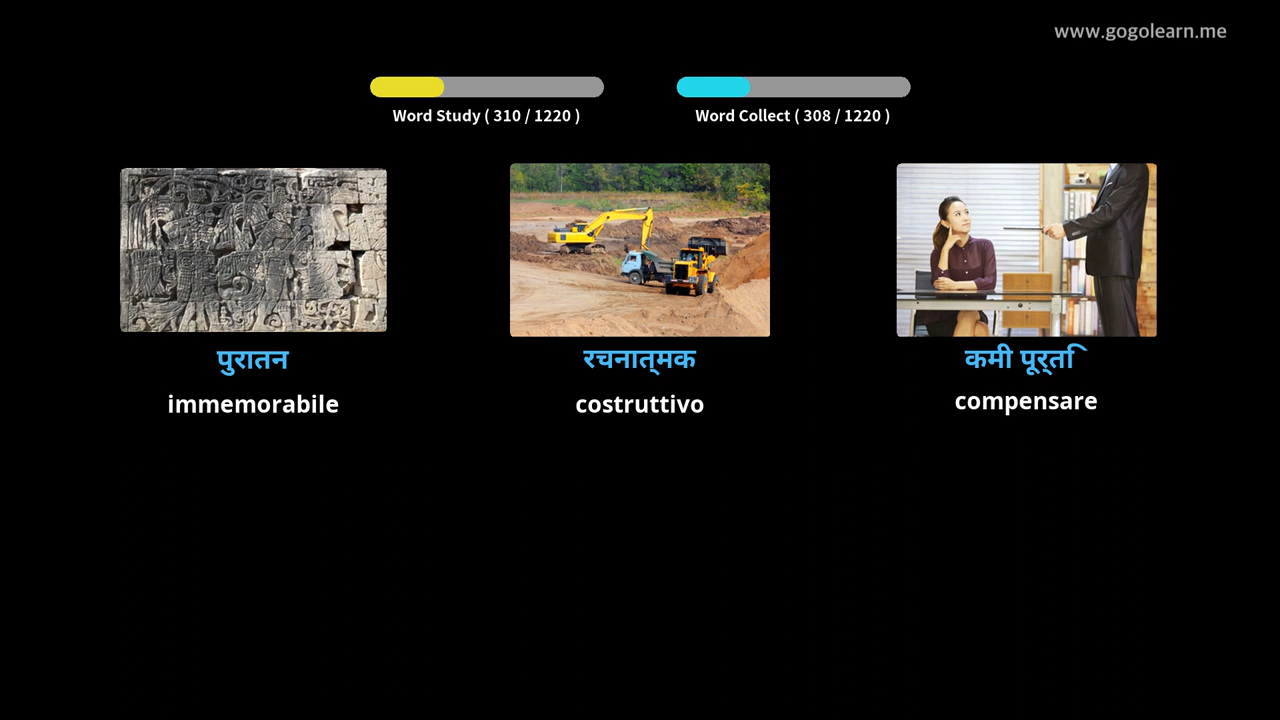 www.gogolearn.me
Word Study ( 310 / 1220 )
Word Collect ( 308 / 1220 )
पुरातन
रचनात्मक
कमी पूर्ति
immemorabile
costruttivo
compensare